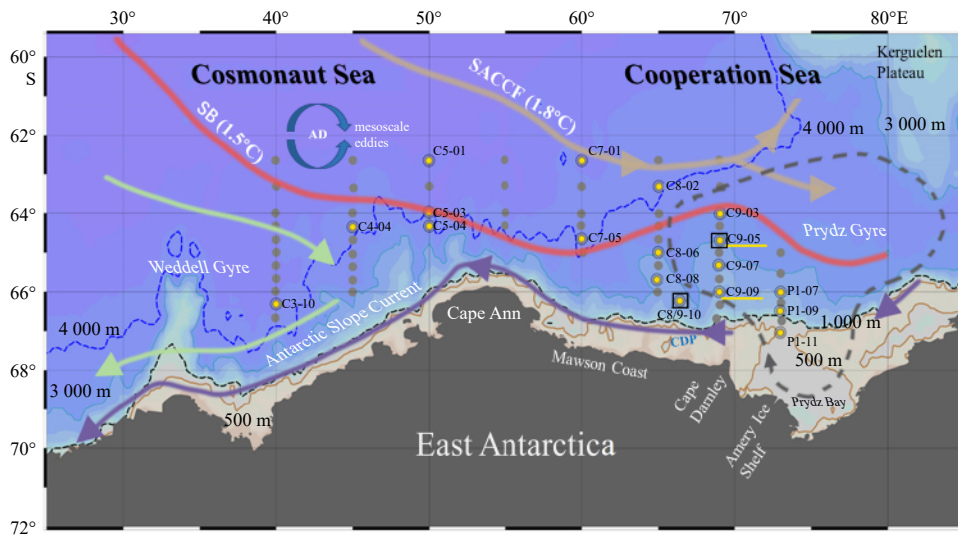 30°
40°
50°
60°
70°
80°E
60°
S
62°
64°
66°
68°
70°
72°
Cosmonaut Sea
Cooperation Sea
Kerguelen
Plateau
3 000 m
4 000 m
SACCF (1.8°C)
SB (1.5°C)
AD
mesoscale
eddies
C5-01
C7-01
C8-02
C5-03
C5-04
C4-04
C7-05
C9-03
C9-05
C8-06
C9-07
C8-08
C9-09
C8/9-10
C3-10
P1-07
P1-09
P1-11
Prydz Gyre
Weddell Gyre
Antarctic Slope Current
Cape Ann
4 000 m
3 000 m
500 m
1 000 m
500 m
CDP
Mawson Coast
Cape
Darnley
Amery Ice
Shelf
Prydz Bay
East Antarctica